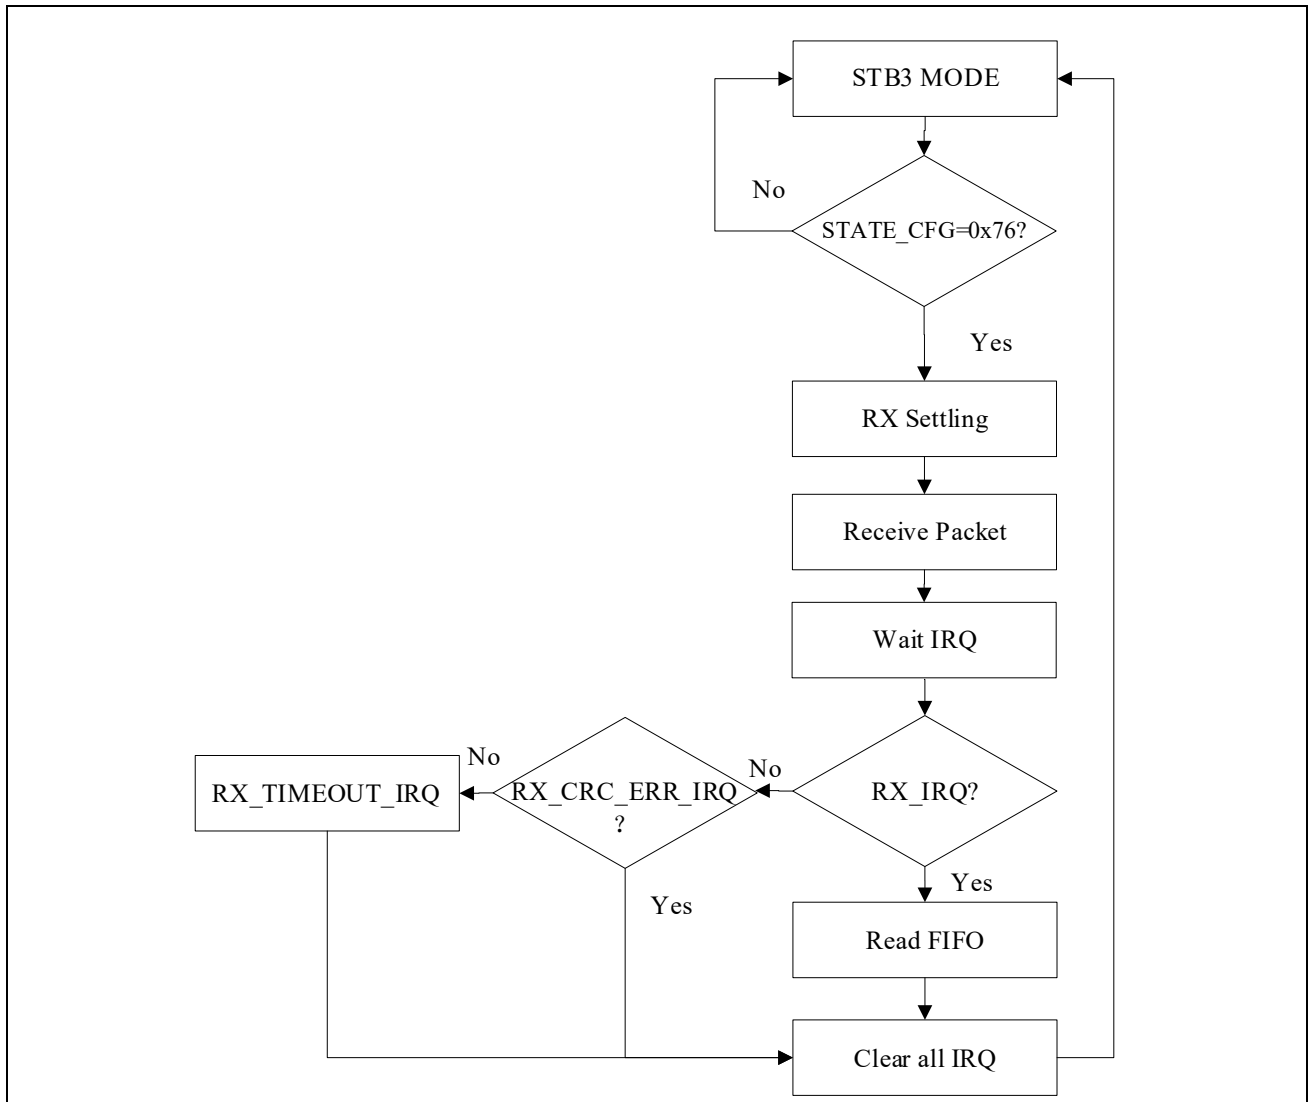 STB3 MODE
No
STATE_CFG=0x76?
Yes
RX Settling
Receive Packet
Wait IRQ
RX_IRQ?
No
RX_CRC_ERR_IRQ
?
No
RX_TIMEOUT_IRQ
Yes
Yes
Read FIFO
Clear all IRQ